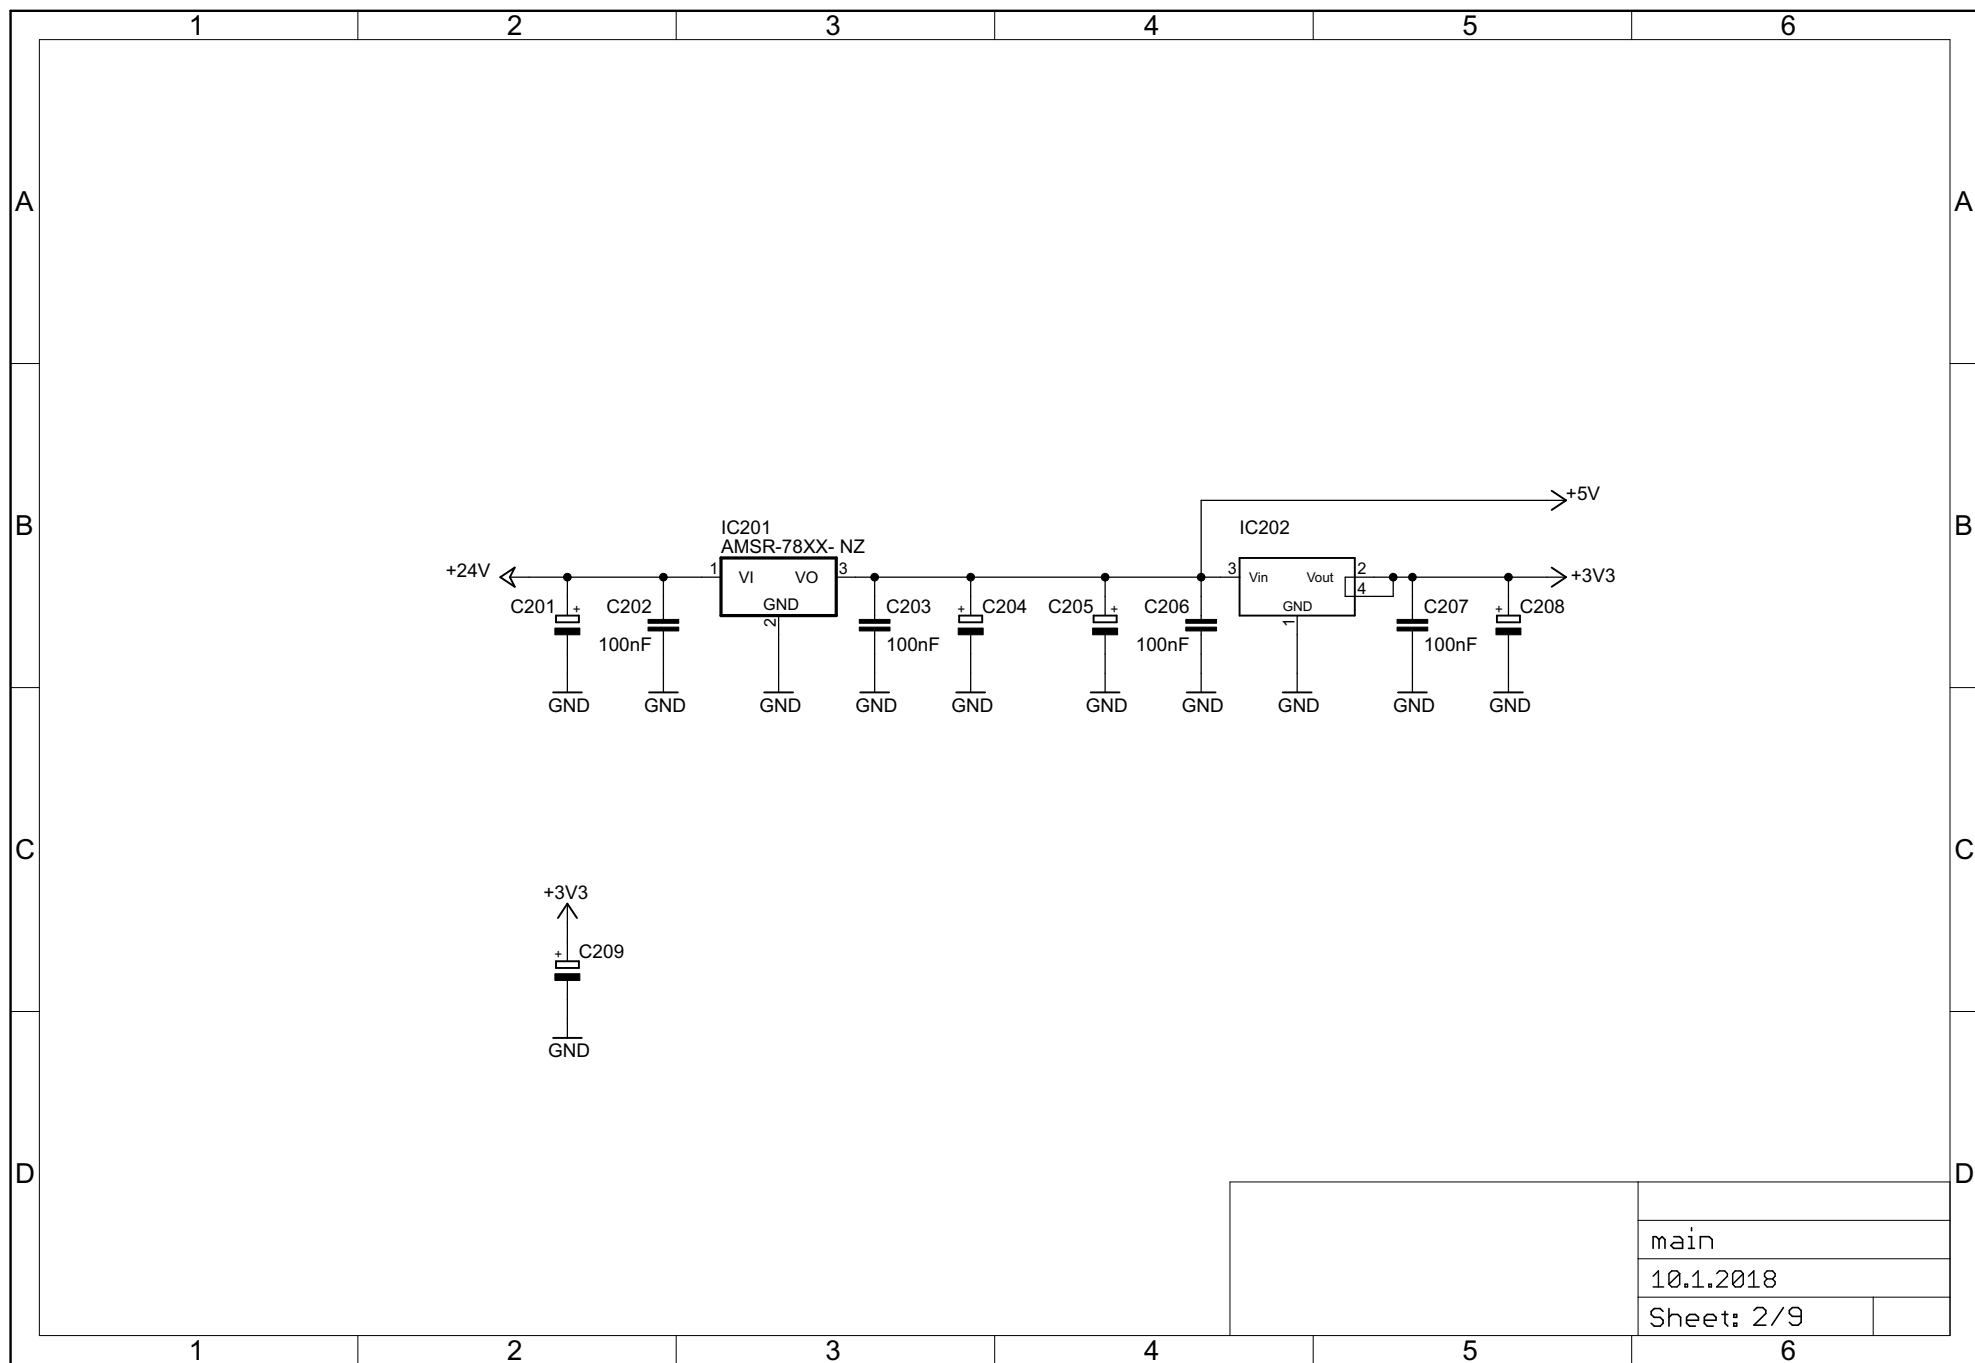 1 2 3 4 5 6
A A
+5V
B IC201 IC202 B
AMSR-78XX- NZ
+24V 1 VI VO 3 3 Vin Vout 2 +3V3
4
C201 + C202 GND C203 + C204 C205 + C206 GND C207 + C208
2 1
100nF 100nF 100nF 100nF
GND GND GND GND GND GND GND GND GND GND
C C
+3V3
+ C209
GND
D D
main
10.1.2018
Sheet: 2/9
1 2 3 4 5 6